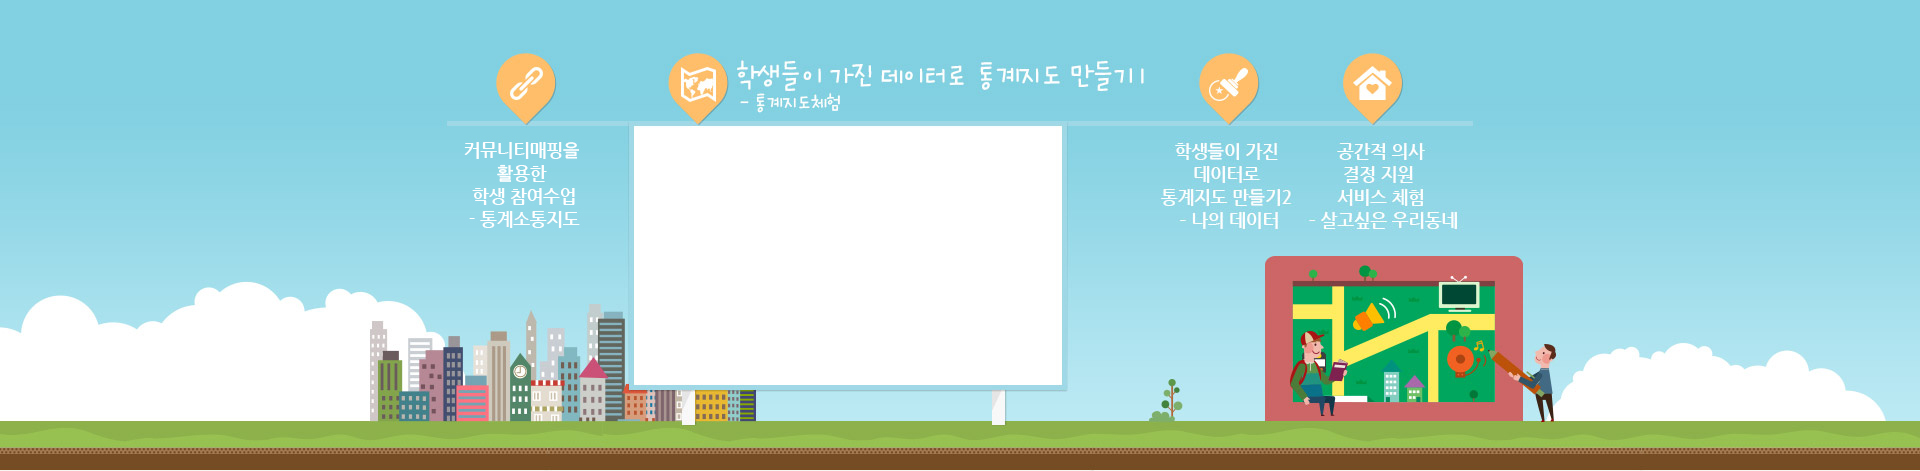 커뮤니티매핑을
활용한
학생 참여수업
- 통계소통지도
학생들이 가진 데이터로 통계지도 만들기1
- 통계지도체험
학생들이 가진
데이터로
통계지도 만들기2
- 나의 데이터
공간적 의사
결정 지원
서비스 체험
- 살고싶은 우리동네